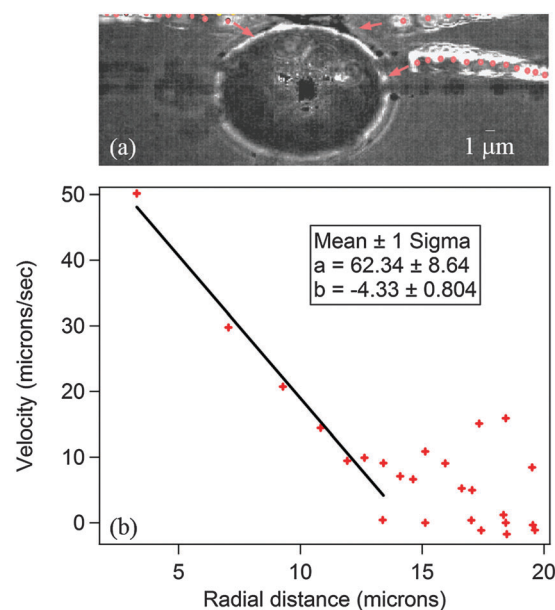 (a)
1 μm
50
40
30
20
10
0
Velocity (microns/sec)
Mean ± 1 Sigma
a = 62.34 ± 8.64
b = -4.33 ± 0.804
(b)
5
10
15
20
Radial distance (microns)